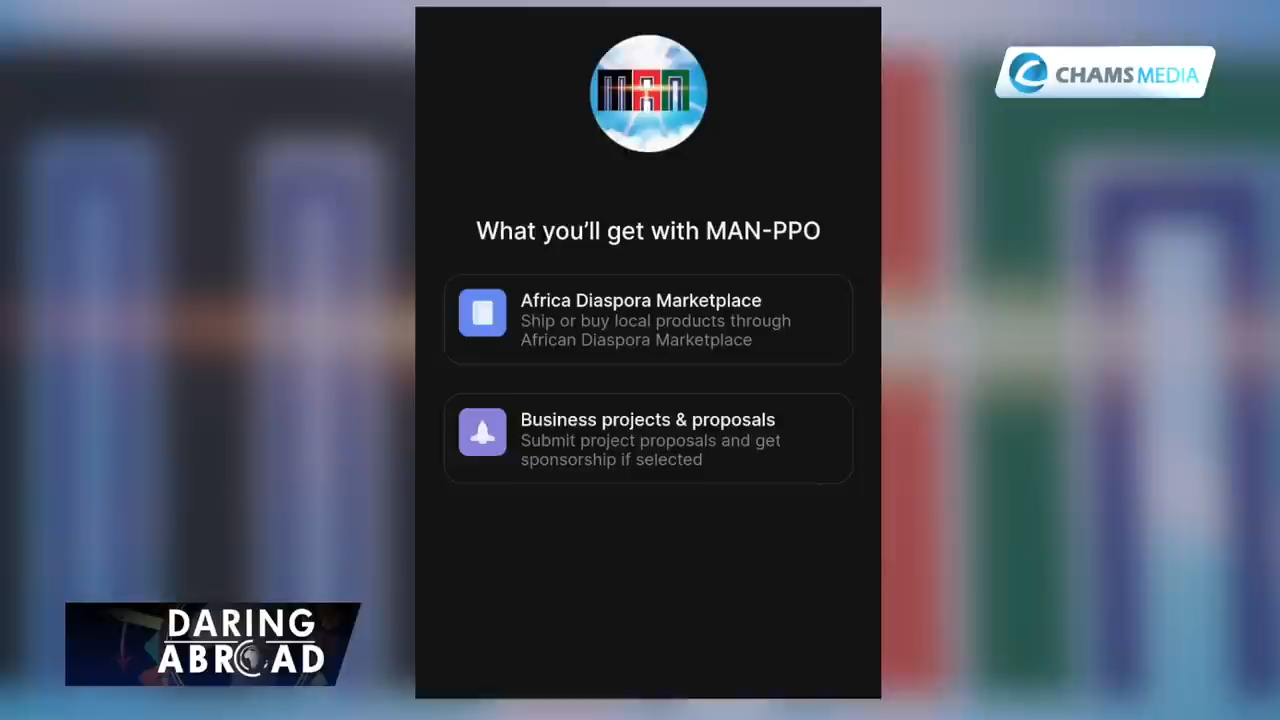 CHAMS MEDIA
MAN
What you'll get with MAN-PPO
Africa Diaspora Marketplace
Ship or buy local products through
African Diaspora Marketplace
Business projects & proposals
Submit project proposals and get
sponsorship if selected
DARING
ABROAD